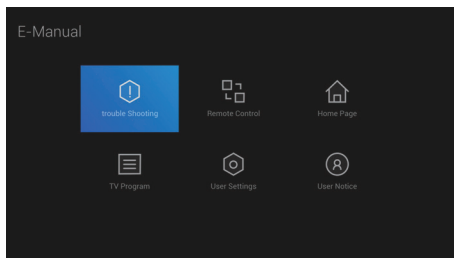 E-Manual
trouble Shooting
Remote Control
Home Page
TV Program
User Settings
User Notice